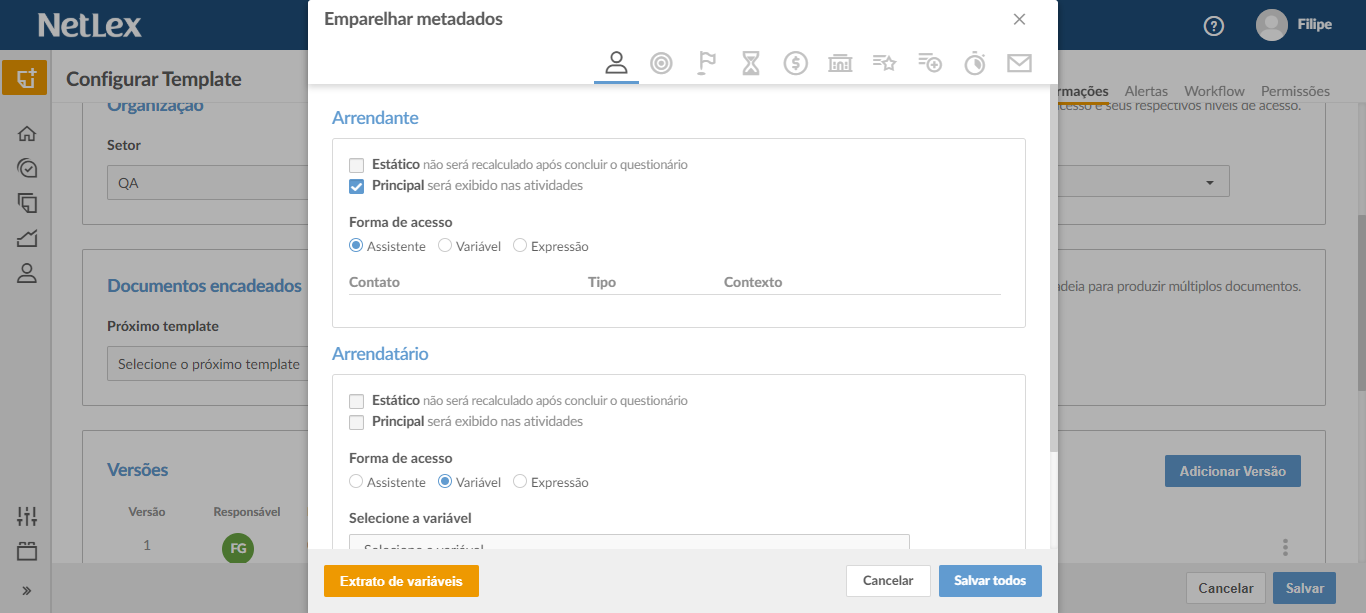 NetLex
Emparelhar metadados
Filipe
Configurar Template
rmações Alertas Workflow Permissões
Organização
acesso e seus respectivos níveis de acesso.
Setor
QA
Arrendante
Estático não será recalculado após concluir o questionário
Principal será exibido nas atividades
Forma de acesso
Assistente Variável Expressão
Contato Tipo Contexto
Documentos encadeados
adeia para produzir múltiplos documentos.
Próximo template
Selecione o próximo template
Arrendatário
Estático não será recalculado após concluir o questionário
Principal será exibido nas atividades
Forma de acesso
Assistente Variável Expressão
Selecione a variável
Selecione a variável
Versões
Adicionar Versão
Versão Responsável
1 FG
Extrato de variáveis
Cancelar Salvar todos
Cancelar Salvar